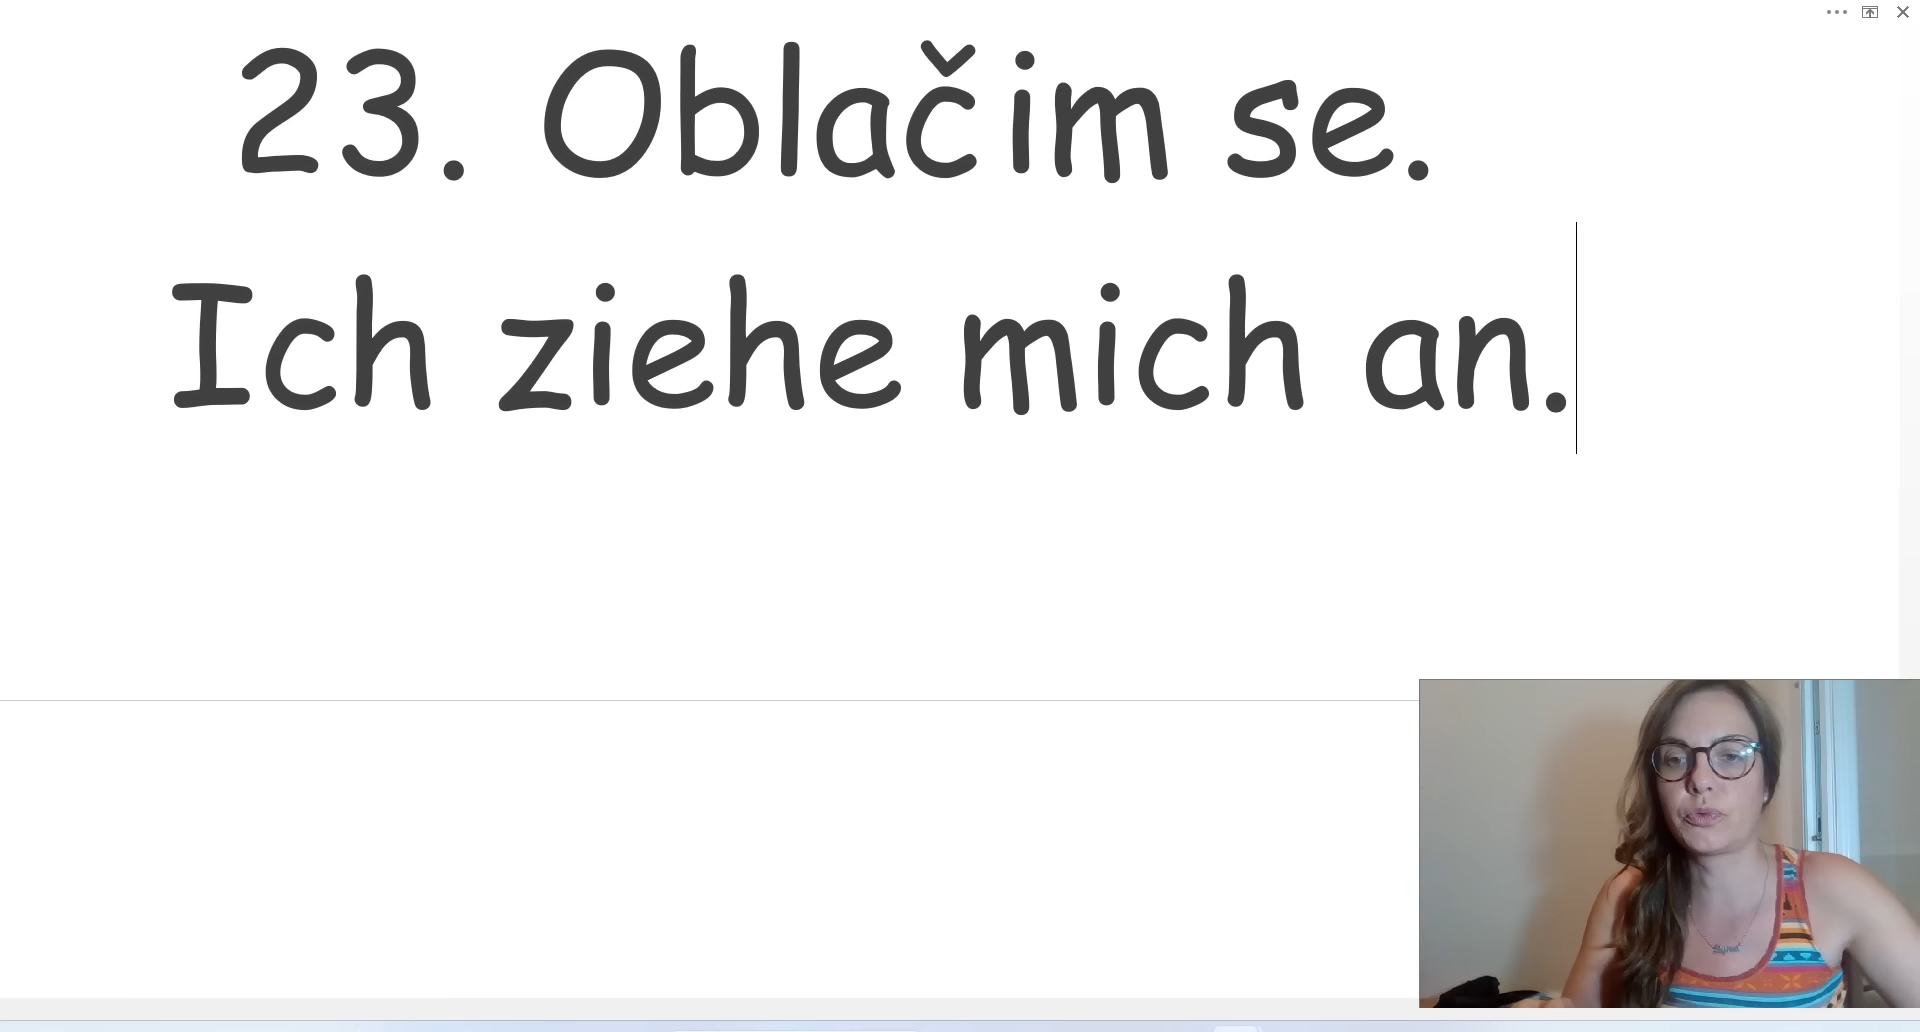 23. Oblačim se.
Ich ziehe mich an.